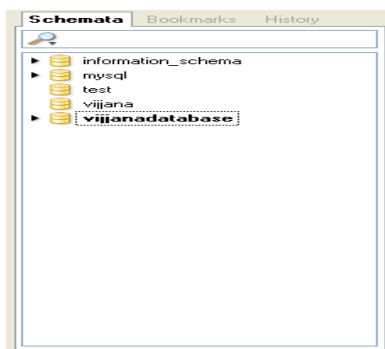 Schemata Bookmarks History
information_schema
mysql
test
vijjana
vijjanadatabase